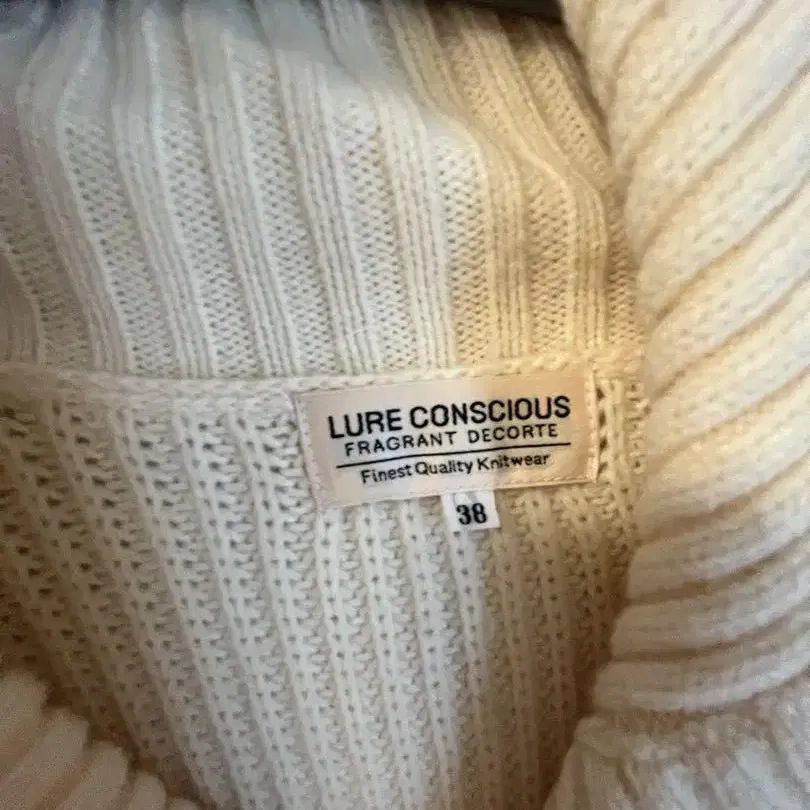 LURE CONSCIOUS
FRAGRANT DECORTE
Finest Quality Knitwear
38